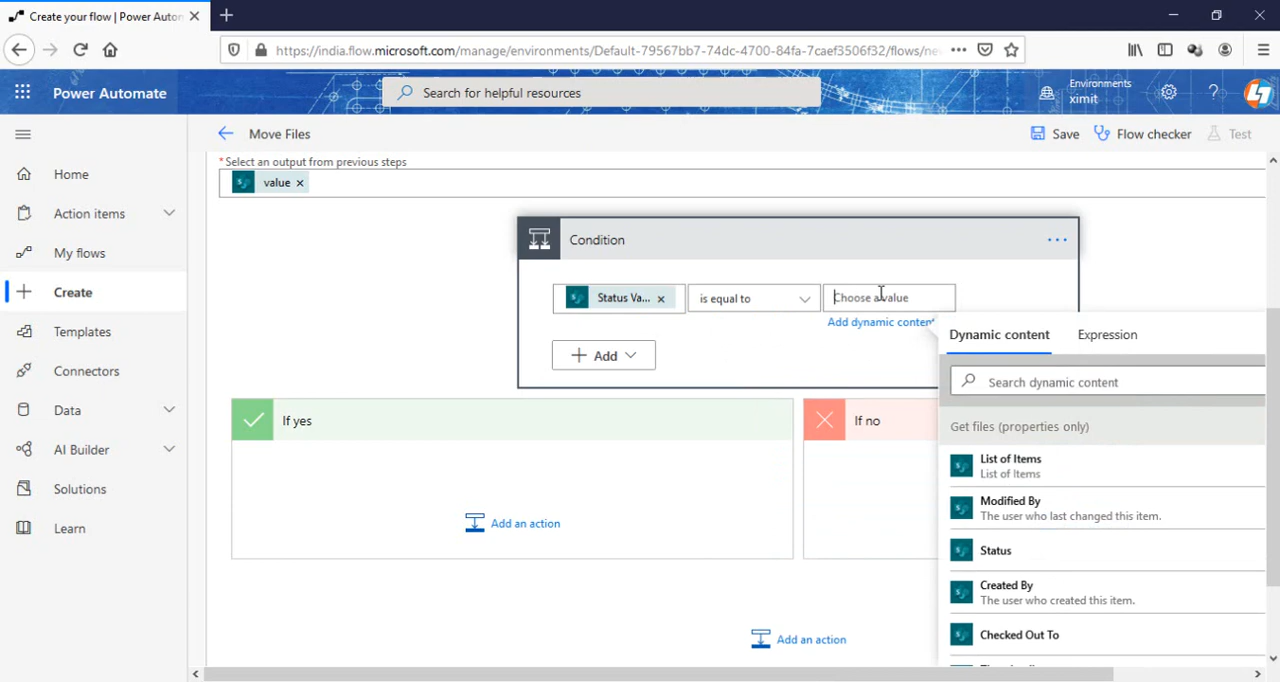 Create your flow | Power Autom
https://india.flow.microsoft.com/manage/environments/Default-79567bb7-74dc-4700-84fa-7caef3506f32/flows/ne
Power Automate
Search for helpful resources
Environments
ximit
Move Files
Save
Flow checker
Test
Home
Action items
My flows
Create
Templates
Connectors
Data
AI Builder
Solutions
Learn
* Select an output from previous steps
value
Condition
Status Va...
is equal to
Choose a value
Add dynamic content
Add
If yes
Add an action
If no
Add an action
Dynamic content
Expression
Search dynamic content
Get files (properties only)
List of Items
List of Items
Modified By
The user who last changed this item.
Status
Created By
The user who created this item.
Checked Out To